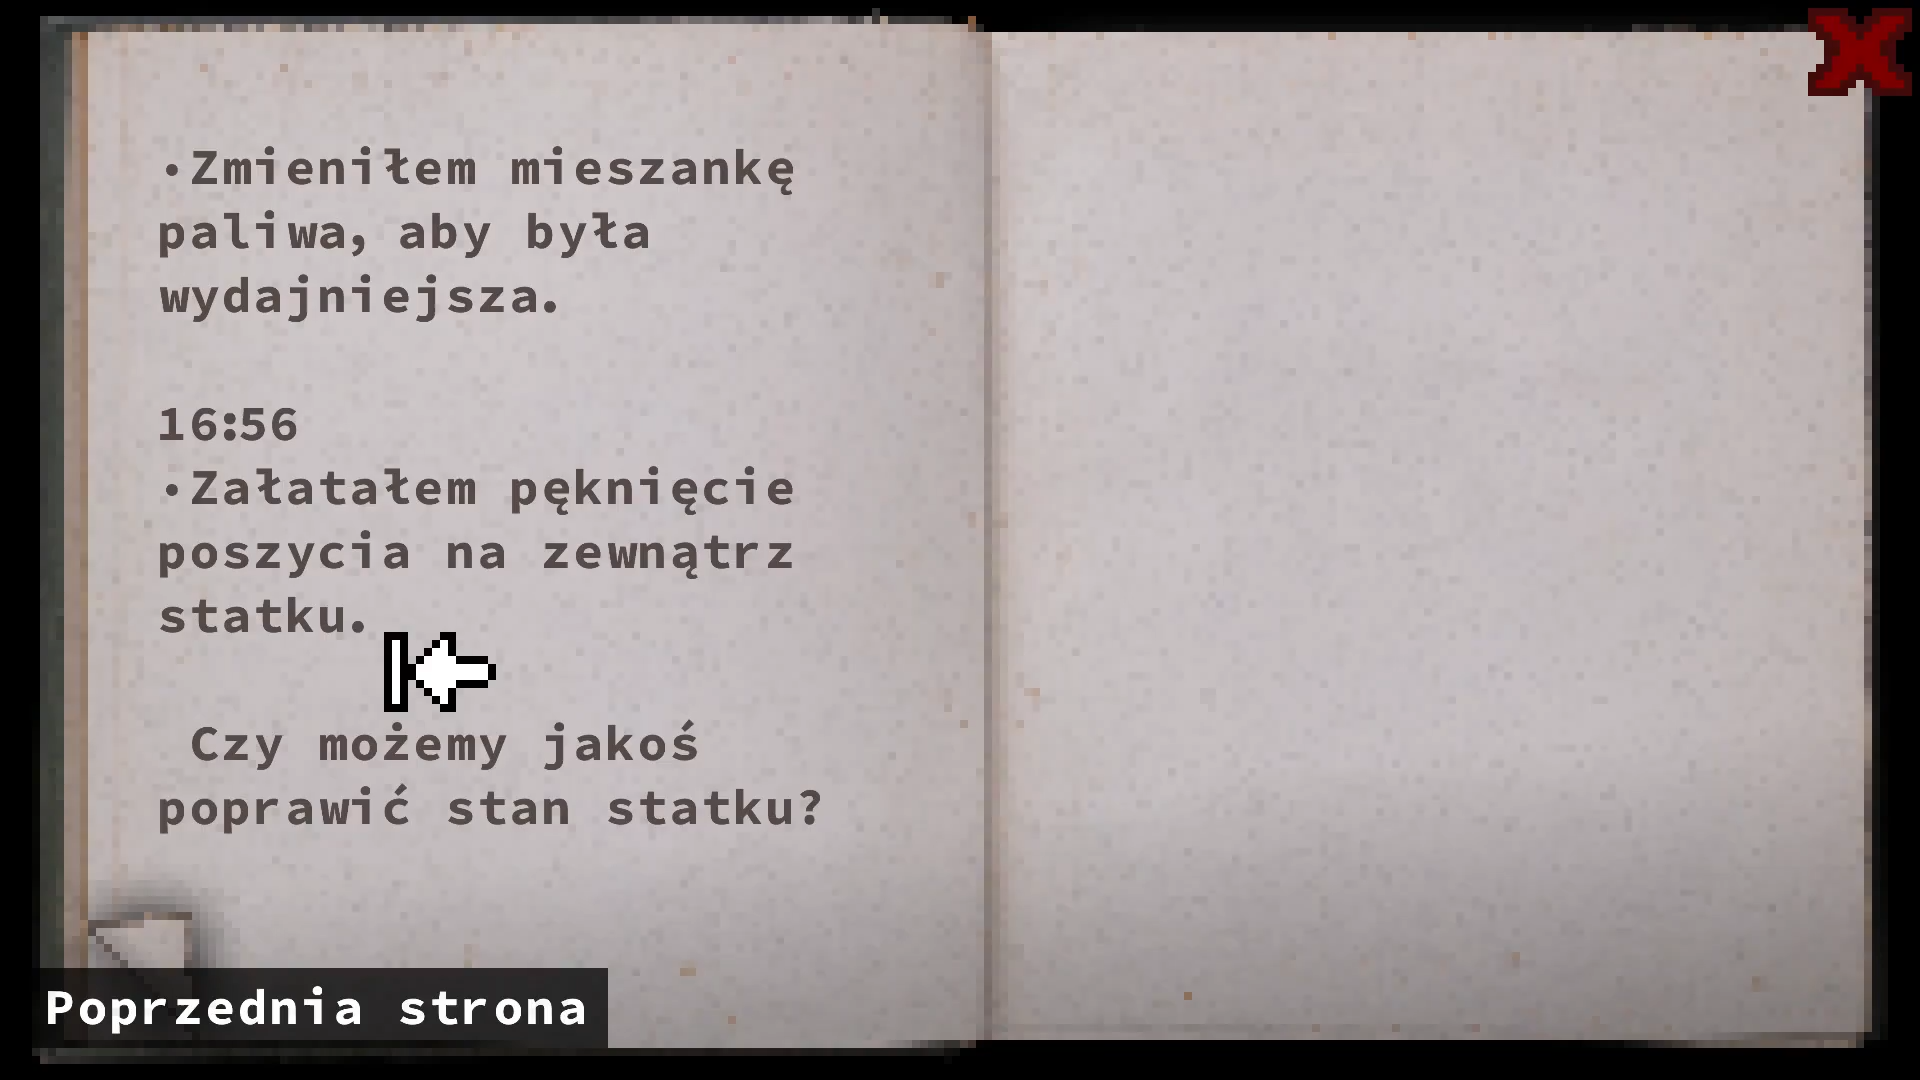 •Zmieniłem mieszankę
paliwa, aby była
wydajniejsza.
16:56
•Załatałem pęknięcie
poszycia na zewnątrz
statku.
Czy możemy jakoś
poprawić stan statku?
Poprzednia strona